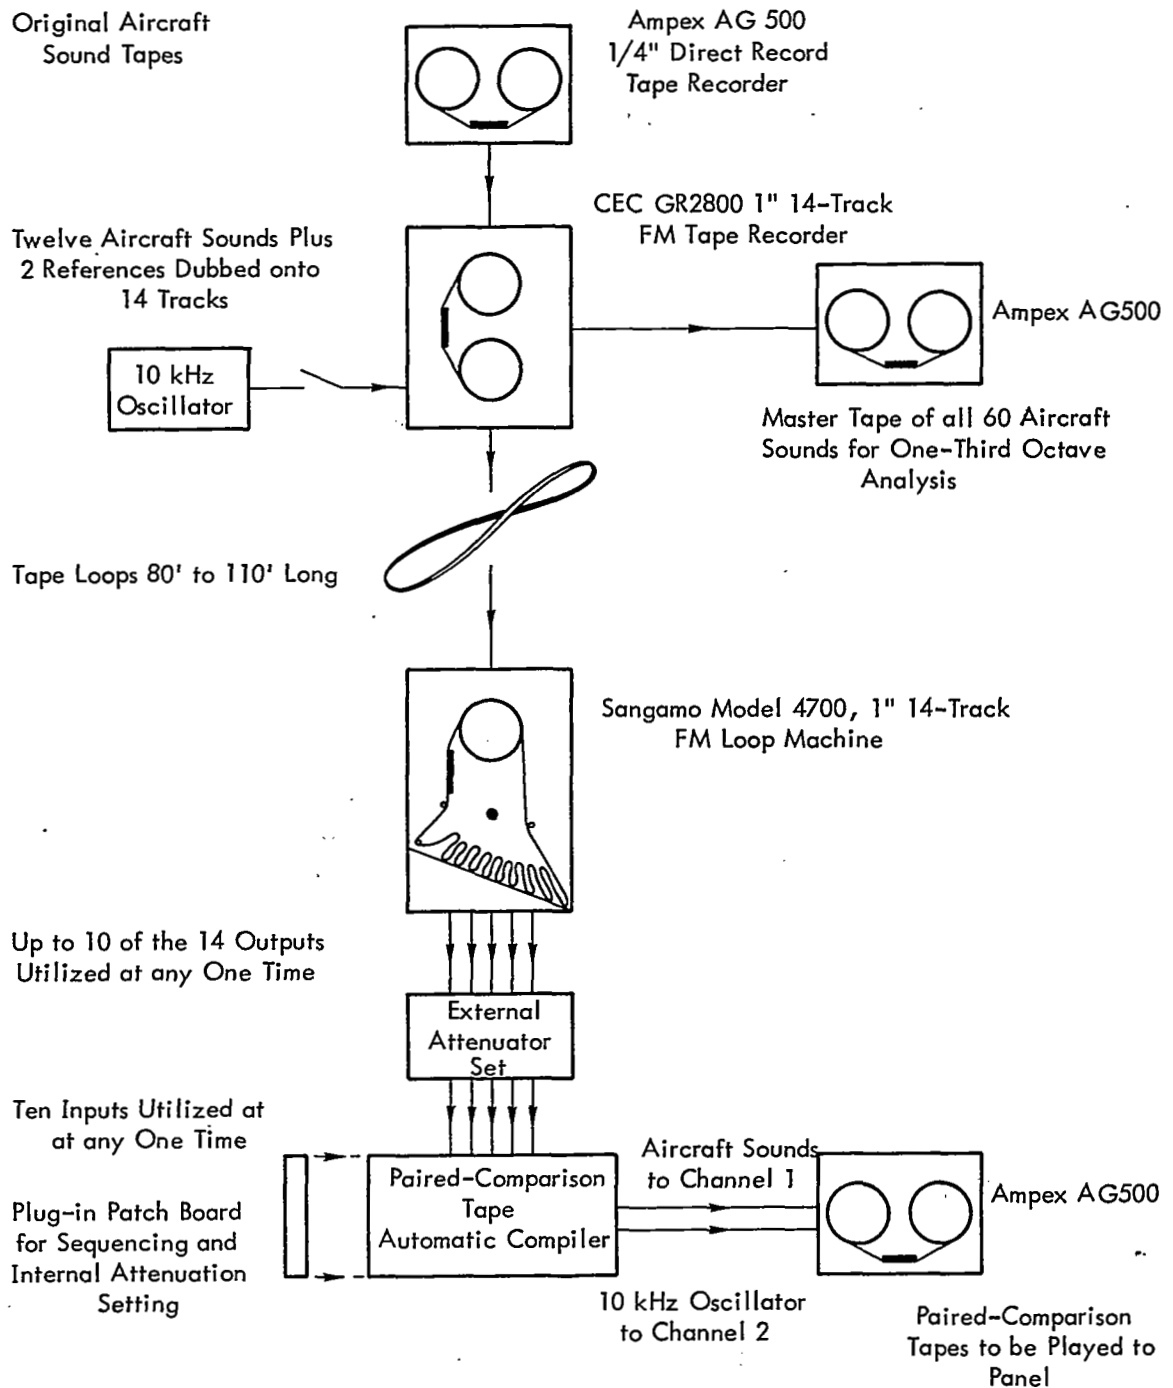 Original Aircraft
Sound Tapes
Ampex AG 500
1/4" Direct Record
Tape Recorder
CEC GR2800 1" 14-Track
FM Tape Recorder
Twelve Aircraft Sounds Plus
2 References Dubbed onto
14 Tracks
Ampex AG500
10 kHz
Oscillator
Master Tape of all 60 Aircraft
Sounds for One-Third Octave
Analysis
Tape Loops 80' to 110' Long
Sangamo Model 4700, 1" 14-Track
FM Loop Machine
Up to 10 of the 14 Outputs
Utilized at any One Time
External
Attenuator
Set
Ten Inputs Utilized at
at any One Time
Aircraft Sounds
to Channel 1
Paired-Comparison
Tape
Automatic Compiler
Ampex AG500
Plug-in Patch Board
for Sequencing and
Internal Attenuation
Setting
10 kHz Oscillator
to Channel 2
Paired-Comparison
Tapes to be Played to
Panel